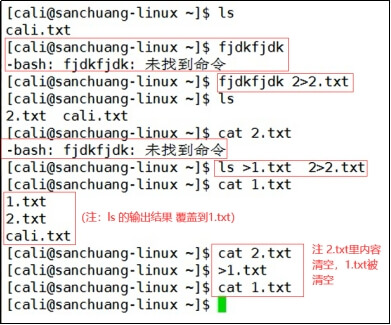 [cali@sanchuang-linux ~]$ ls
cali.txt
[cali@sanchuang-linux ~]$ fjdkfjdk
-bash: fjdkfjdk: 未找到命令
[cali@sanchuang-linux ~]$ fjdkfjdk 2>2.txt
[cali@sanchuang-linux ~]$ ls
2.txt  cali.txt
[cali@sanchuang-linux ~]$ cat 2.txt
-bash: fjdkfjdk: 未找到命令
[cali@sanchuang-linux ~]$ ls >1.txt  2>2.txt
[cali@sanchuang-linux ~]$ cat 1.txt
1.txt
2.txt (注：ls 的输出结果 覆盖到1.txt)
cali.txt
[cali@sanchuang-linux ~]$ cat 2.txt
[cali@sanchuang-linux ~]$ >1.txt
[cali@sanchuang-linux ~]$ cat 1.txt
[cali@sanchuang-linux ~]$
注 2.txt里内容
清空，1.txt被
清空